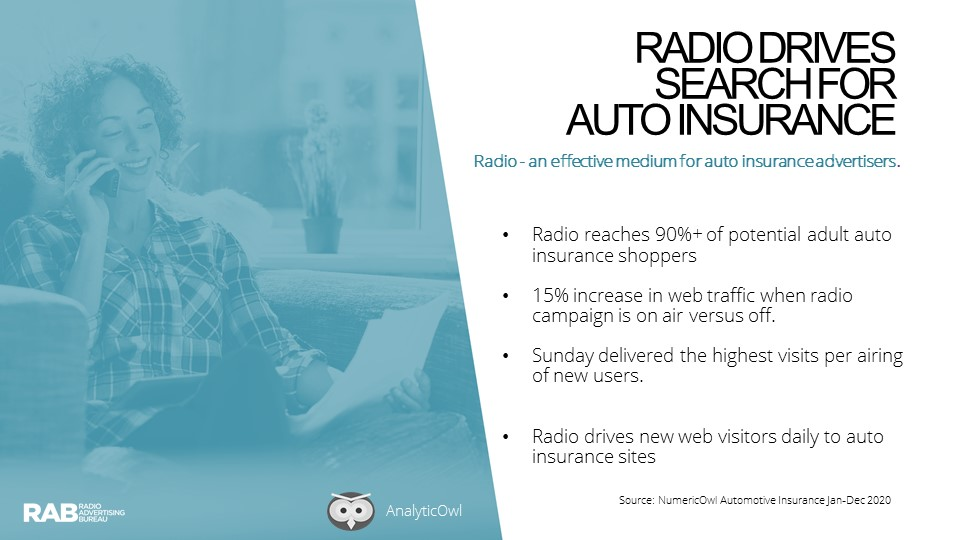 RADIO DRIVES
SEARCH FOR
AUTO INSURANCE
Radio - an effective medium for auto insurance advertisers.
• Radio reaches 90%+ of potential adult auto
insurance shoppers
• 15% increase in web traffic when radio
campaign is on air versus off.
• Sunday delivered the highest visits per airing
of new users.
• Radio drives new web visitors daily to auto
insurance sites
Source: NumericOwl Automotive Insurance Jan-Dec 2020
RAB RADIO
ADVERTISING
BUREAU
AnalyticOwl